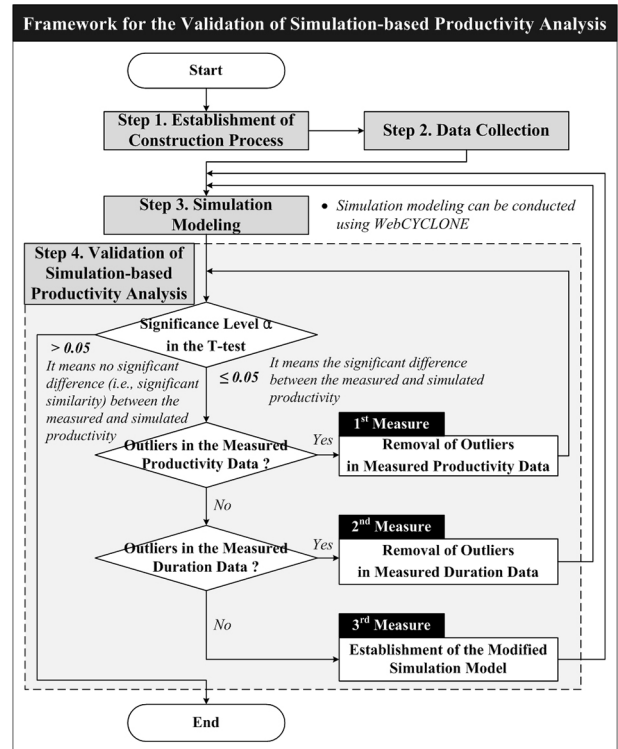 Framework for the Validation of Simulation-based Productivity Analysis
Start
Step 1. Establishment of
Construction Process
Step 2. Data Collection
Step 3. Simulation
Modeling
• Simulation modeling can be conducted
using WebCYCLONE
Step 4. Validation of
Simulation-based
Productivity Analysis
Significance Level α
in the T-test
> 0.05
It means no significant
difference (i.e., significant
similarity) between the
measured and simulated
productivity
≤ 0.05
It means the significant difference
between the measured and simulated
productivity
Outliers in the Measured
Productivity Data ?
Yes
1st Measure
Removal of Outliers
in Measured Productivity Data
No
Outliers in the Measured
Duration Data ?
Yes
2nd Measure
Removal of Outliers
in Measured Duration Data
No
3rd Measure
Establishment of the Modified
Simulation Model
End